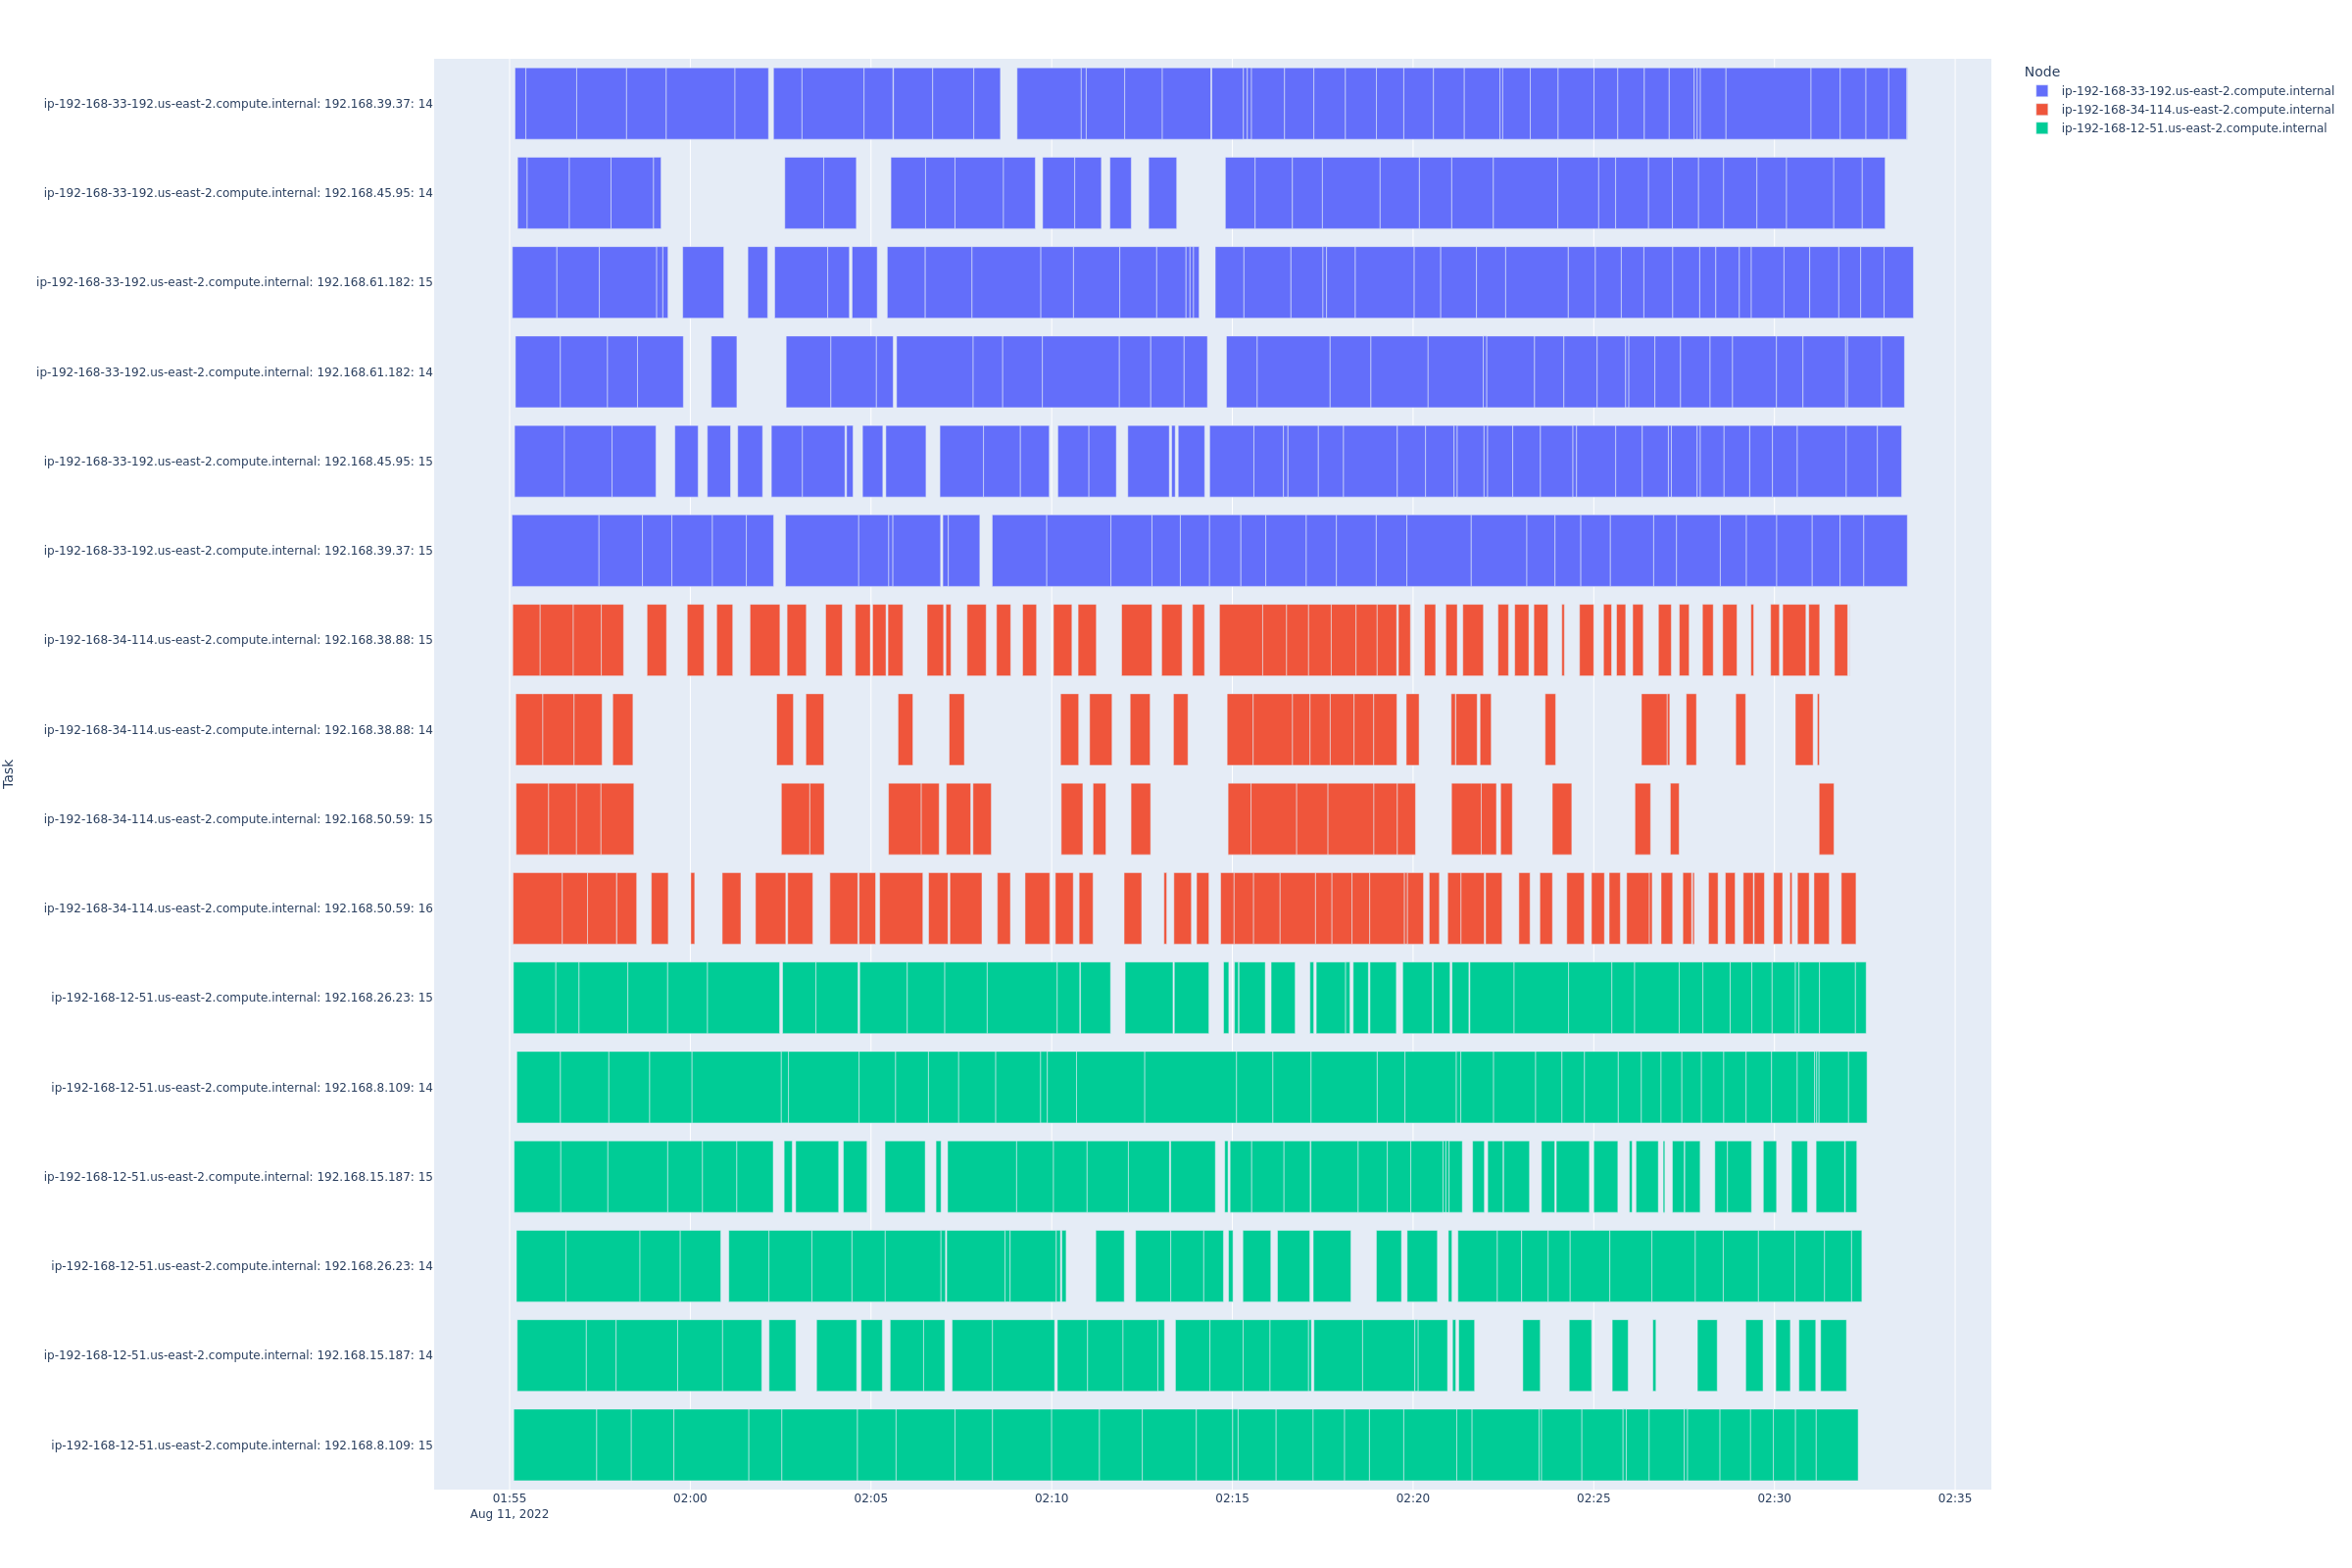 Node
ip-192-168-33-192.us-east-2.compute.internal
ip-192-168-34-114.us-east-2.compute.internal
ip-192-168-12-51.us-east-2.compute.internal
ip-192-168-33-192.us-east-2.compute.internal: 192.168.39.37: 14
ip-192-168-33-192.us-east-2.compute.internal: 192.168.45.95: 14
ip-192-168-33-192.us-east-2.compute.internal: 192.168.61.182: 15
ip-192-168-33-192.us-east-2.compute.internal: 192.168.61.182: 14
ip-192-168-33-192.us-east-2.compute.internal: 192.168.45.95: 15
ip-192-168-33-192.us-east-2.compute.internal: 192.168.39.37: 15
ip-192-168-34-114.us-east-2.compute.internal: 192.168.38.88: 15
ip-192-168-34-114.us-east-2.compute.internal: 192.168.38.88: 14
Task
ip-192-168-34-114.us-east-2.compute.internal: 192.168.50.59: 15
ip-192-168-34-114.us-east-2.compute.internal: 192.168.50.59: 16
ip-192-168-12-51.us-east-2.compute.internal: 192.168.26.23: 15
ip-192-168-12-51.us-east-2.compute.internal: 192.168.8.109: 14
ip-192-168-12-51.us-east-2.compute.internal: 192.168.15.187: 15
ip-192-168-12-51.us-east-2.compute.internal: 192.168.26.23: 14
ip-192-168-12-51.us-east-2.compute.internal: 192.168.15.187: 14
ip-192-168-12-51.us-east-2.compute.internal: 192.168.8.109: 15
01:55 02:00 02:05 02:10 02:15 02:20 02:25 02:30 02:35
Aug 11, 2022